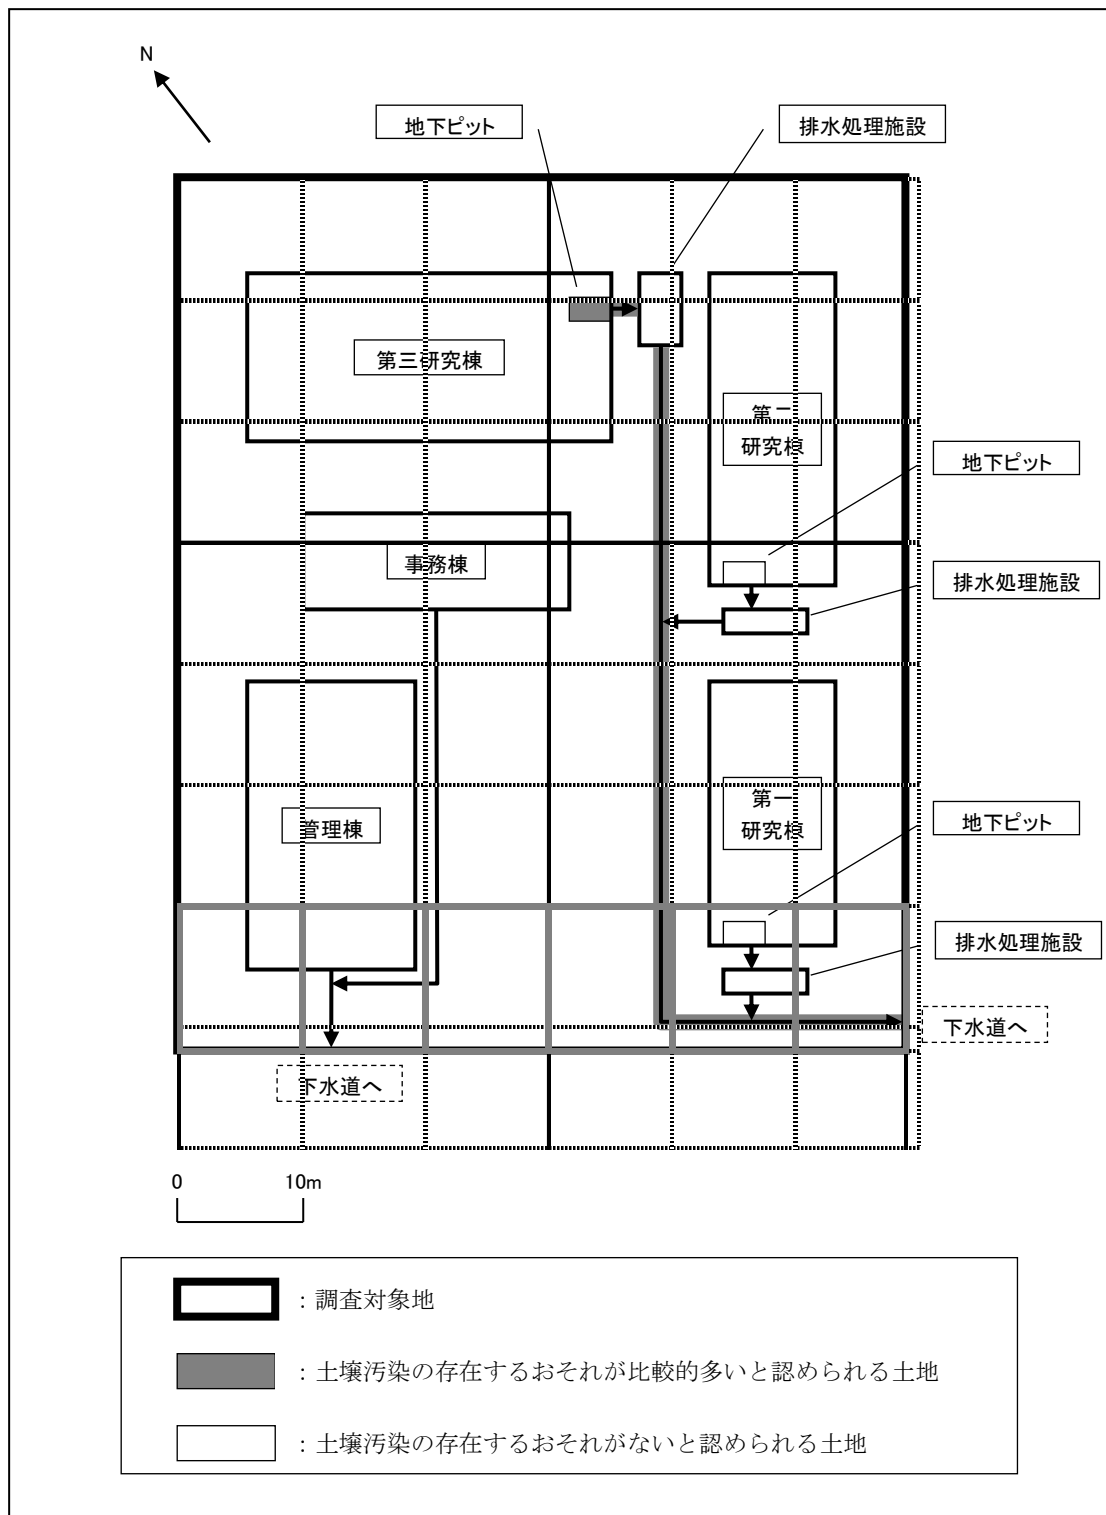 N
地下ピット
排水処理施設
第三研究棟
第二
研究棟
地下ピット
事務棟
排水処理施設
第一
研究棟
地下ピット
管理棟
排水処理施設
下水道へ
下水道へ
0 10m
：調査対象地
：土壌汚染の存在するおそれが比較的多いと認められる土地
：土壌汚染の存在するおそれがないと認められる土地